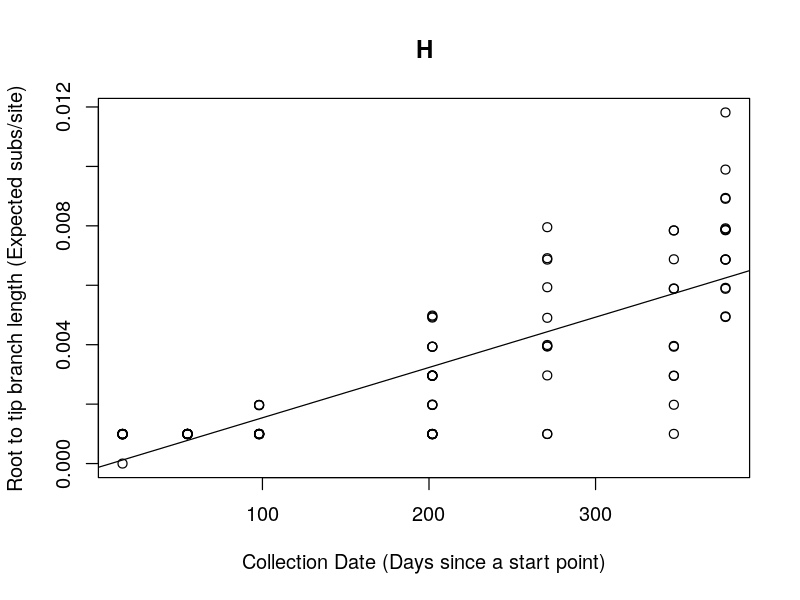 H
Root to tip branch length (Expected subs/site)
0.012
0.008
0.004
0.000
100 200 300
Collection Date (Days since a start point)